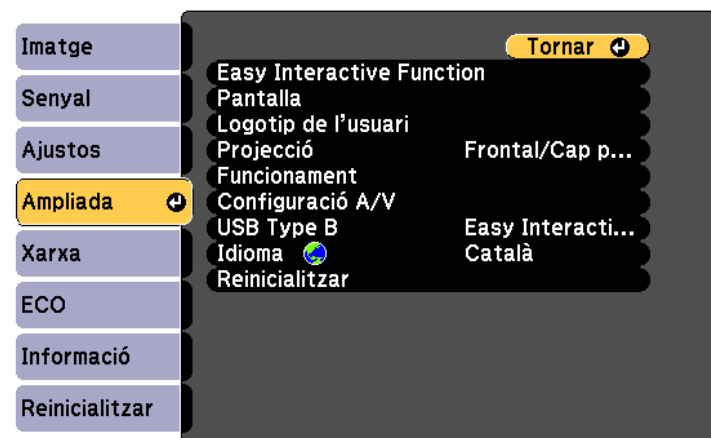 Imatge
Senyal
Ajustos
Ampliada
Xarxa
ECO
Informació
Reinicialitzar
Tornar
Easy Interactive Function
Pantalla
Logotip de l'usuari
Projecció Frontal/Cap p...
Funcionament
Configuració A/V
USB Type B Easy Interacti...
Idioma Català
Reinicialitzar